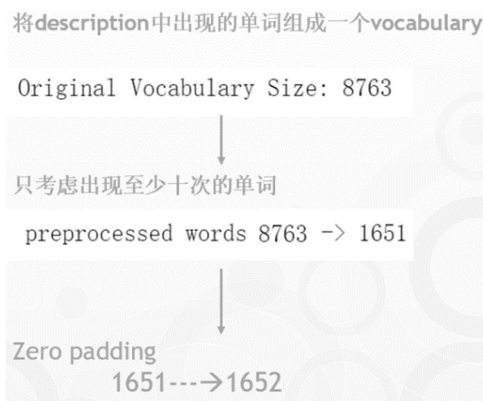 将description中出现的单词组成一个vocabulary
Original Vocabulary Size: 8763
只考虑出现至少十次的单词
preprocessed words 8763 -> 1651
Zero padding
1651--->1652